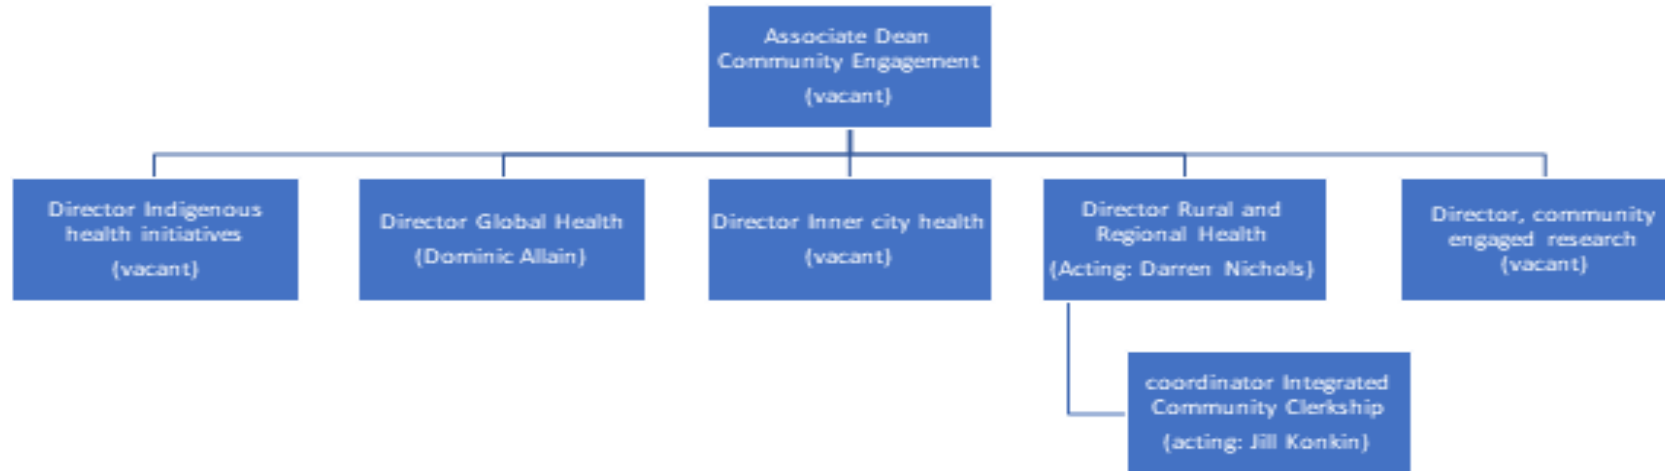 Associate Dean
Community Engagement
(vacant)
Director Indigenous
health initiatives
(vacant)
Director Global Health
(Dominic Allain)
Director Inner city health
(vacant)
Director Rural and
Regional Health
(Acting: Darren Nichols)
Director, community
engaged research
(vacant)
coordinator Integrated
Community Clerkship
(acting: Jill Konkin)